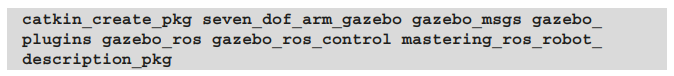 catkin_create_pkg seven_dof_arm_gazebo gazebo_msgs gazebo_
plugins gazebo_ros gazebo_ros_control mastering_ros_robot_
description_pkg